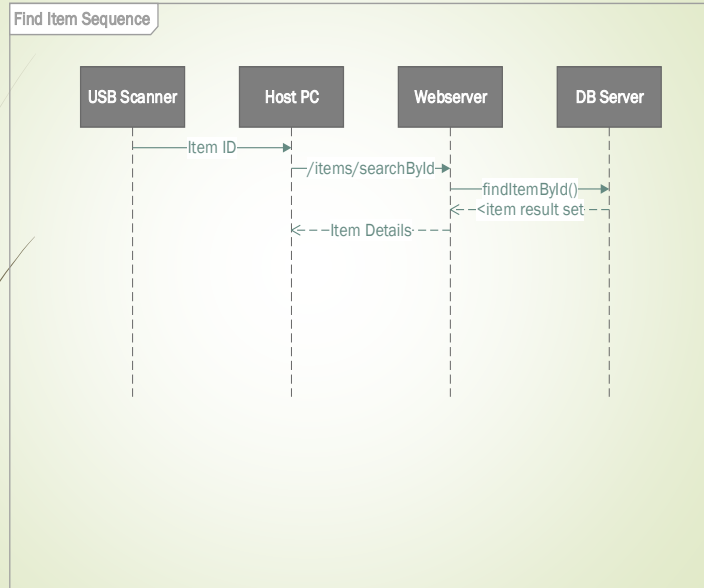 Find Item Sequence
USB Scanner
Host PC
Webserver
DB Server
Item ID
/items/searchById
findItemById()
<item result set
Item Details